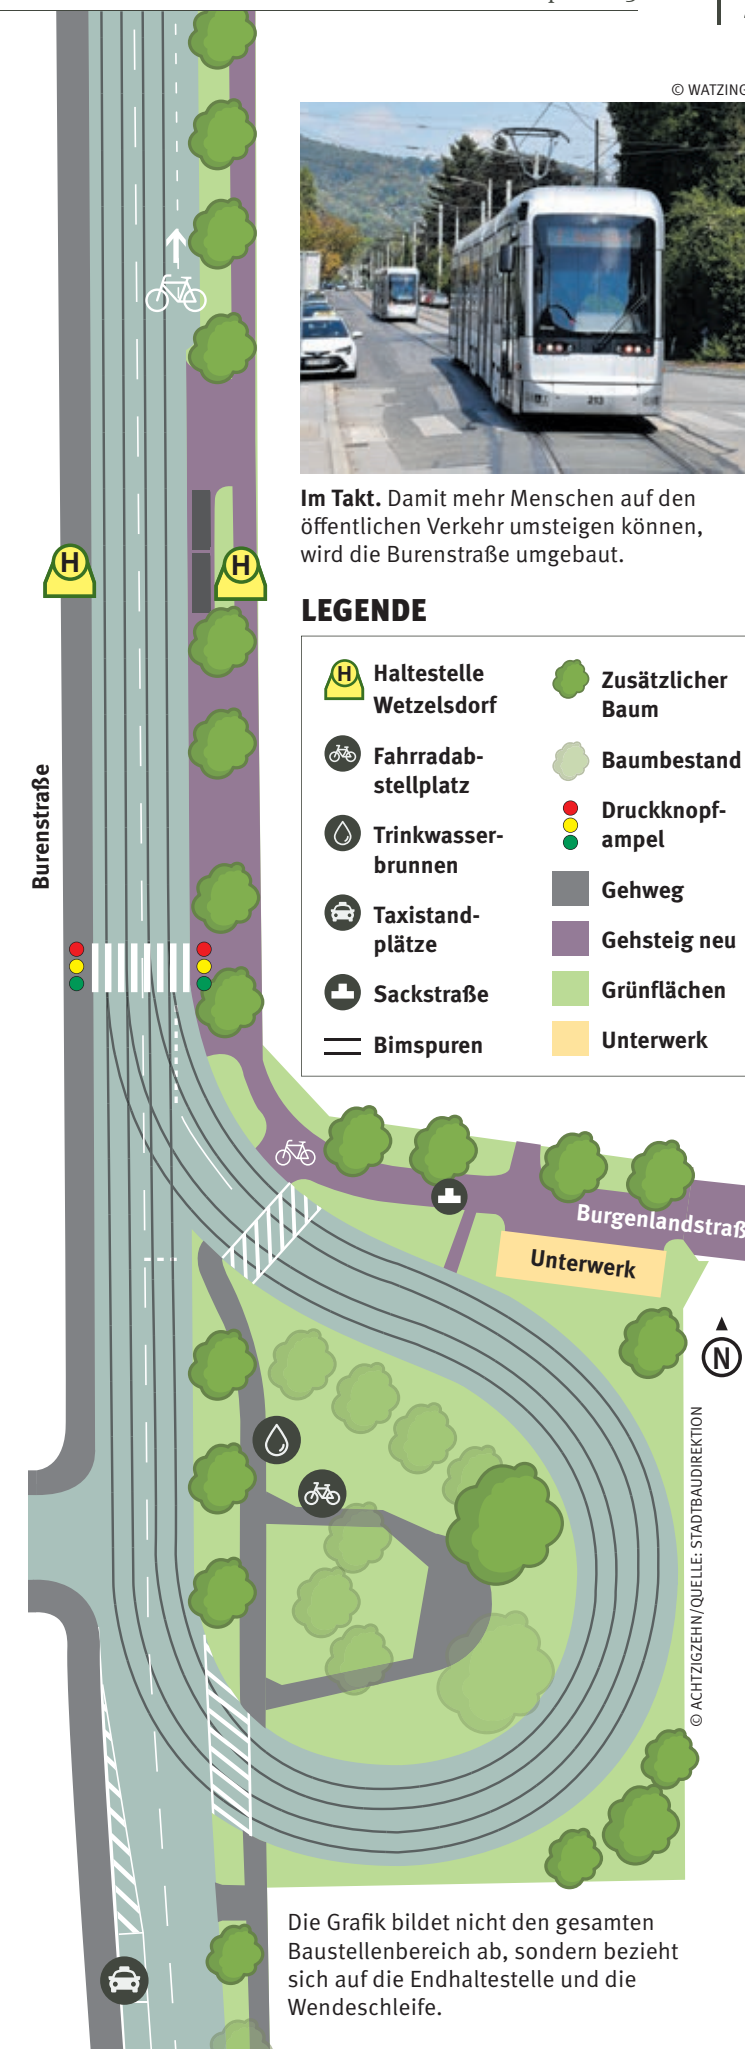 © WATZING
213
Im Takt. Damit mehr Menschen auf den
öffentlichen Verkehr umsteigen können,
wird die Burenstraße umgebaut.
LEGENDE
H Haltestelle
Wetzelsdorf
Fahrradab-
stellplatz
Trinkwasser-
brunnen
Taxistand-
plätze
Sackstraße
Bimspuren
Zusätzlicher
Baum
Baumbestand
Druckknopf-
ampel
Gehweg
Gehsteig neu
Grünflächen
Unterwerk
H
H
Burenstraße
Burgenlandstraß
Unterwerk
N
© ACHTZIGZEHN/QUELLE: STADTBAUDIREKTION
Die Grafik bildet nicht den gesamten
Baustellenbereich ab, sondern bezieht
sich auf die Endhaltestelle und die
Wendeschleife.